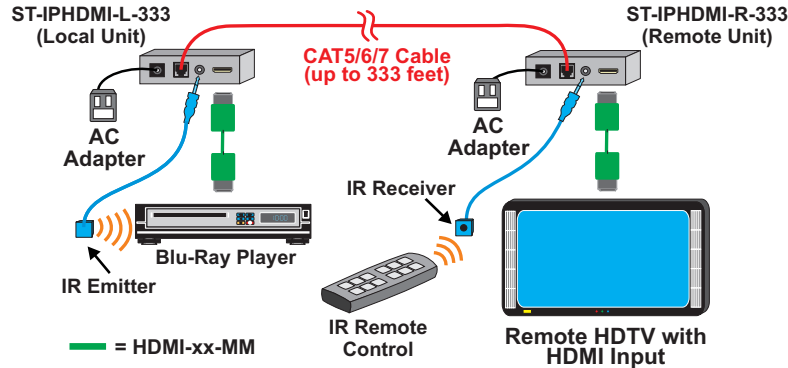 ST-IPHDMI-L-333
(Local Unit)
ST-IPHDMI-R-333
(Remote Unit)
CAT5/6/7 Cable
(up to 333 feet)
AC
Adapter
AC
Adapter
IR Receiver
1000
Blu-Ray Player
IR Emitter
IR Remote
Control
Remote HDTV with
HDMI Input
= HDMI-xx-MM